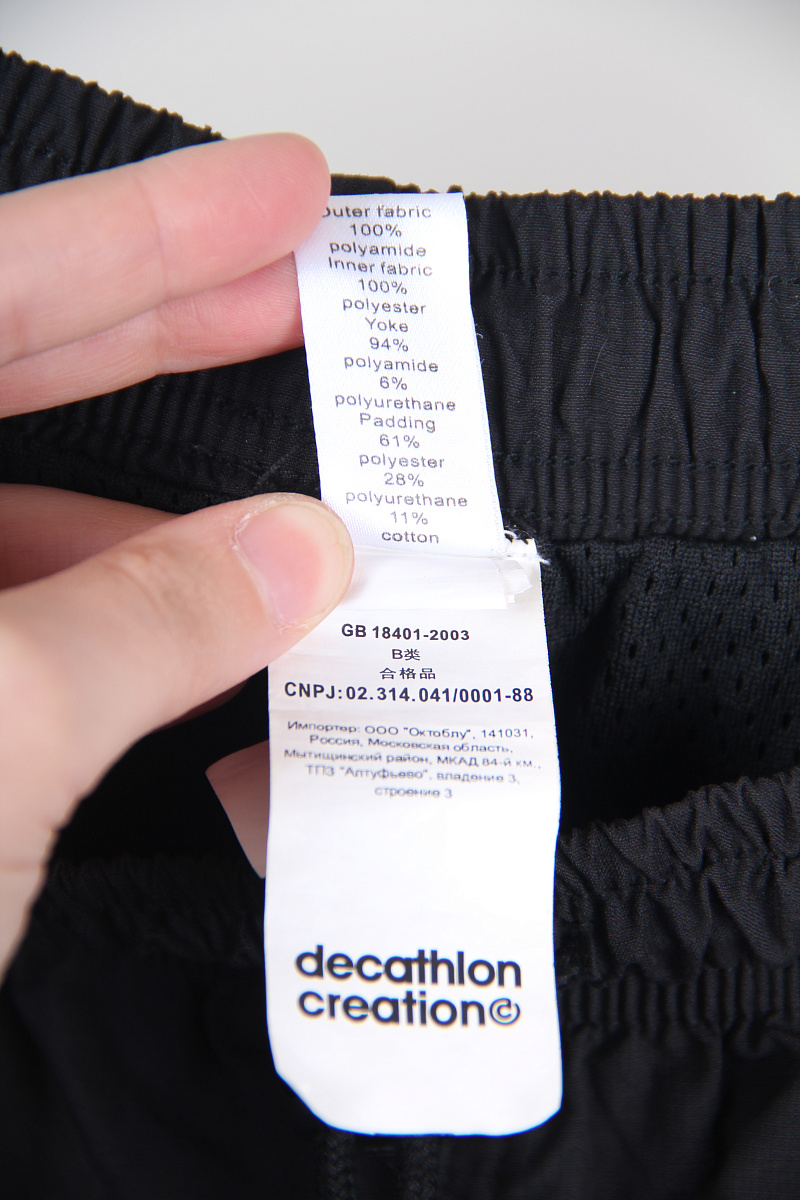 outer fabric
100%
polyamide
Inner fabric
100%
polyester
Yoke
94%
polyamide
6%
polyurethane
Padding
61%
polyester
28%
polyurethane
11%
cotton
GB 18401-2003
B类
合格品
CNPJ:02.314.041/0001-88
Импортер: ООО "Октоблу", 141031,
Россия, Московская область,
Мытищинский район, МКАД 84-й км.,
ТПЗ "Алтуфьево", владение 3,
строение 3
decathlon
creation©